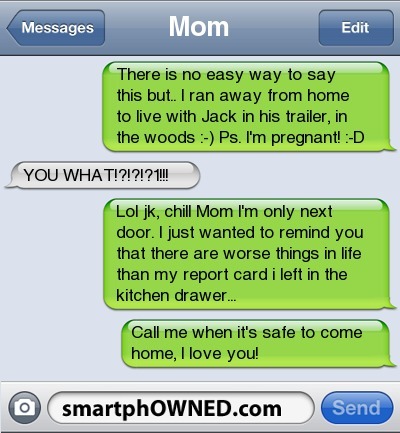 Messages
Mom
Edit
There is no easy way to say
this but.. I ran away from home
to live with Jack in his trailer, in
the woods :-) Ps. I'm pregnant! :-D
YOU WHAT!?!?!?1!!!
Lol jk, chill Mom I'm only next
door. I just wanted to remind you
that there are worse things in life
than my report card i left in the
kitchen drawer...
Call me when it's safe to come
home, I love you!
smartphOWNED.com
Send